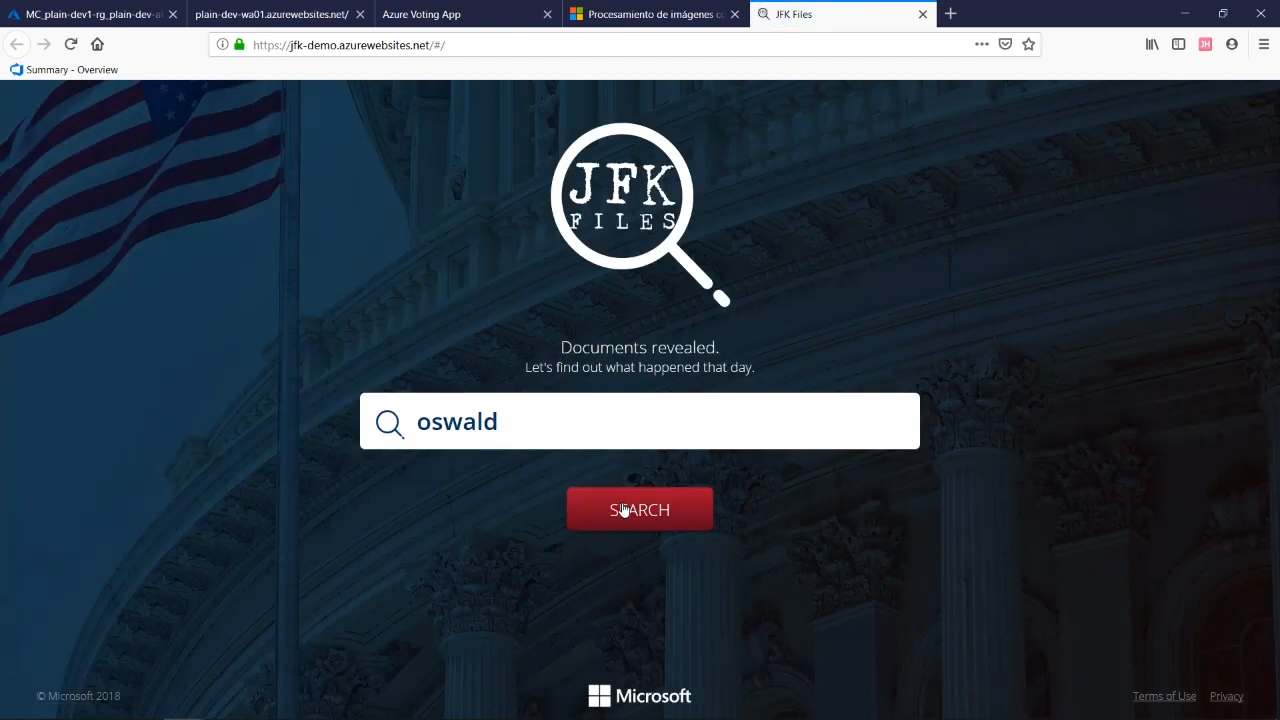 MC_plain-dev1-rg_plain-dev-a
plain-dev-wa01.azurewebsites.net/
Azure Voting App
Procesamiento de imágenes c
JFK Files
https://jfk-demo.azurewebsites.net/#/
Summary - Overview
JFK
FILES
Documents revealed.
Let's find out what happened that day.
oswald
SEARCH
© Microsoft 2018
Microsoft
Terms of Use
Privacy